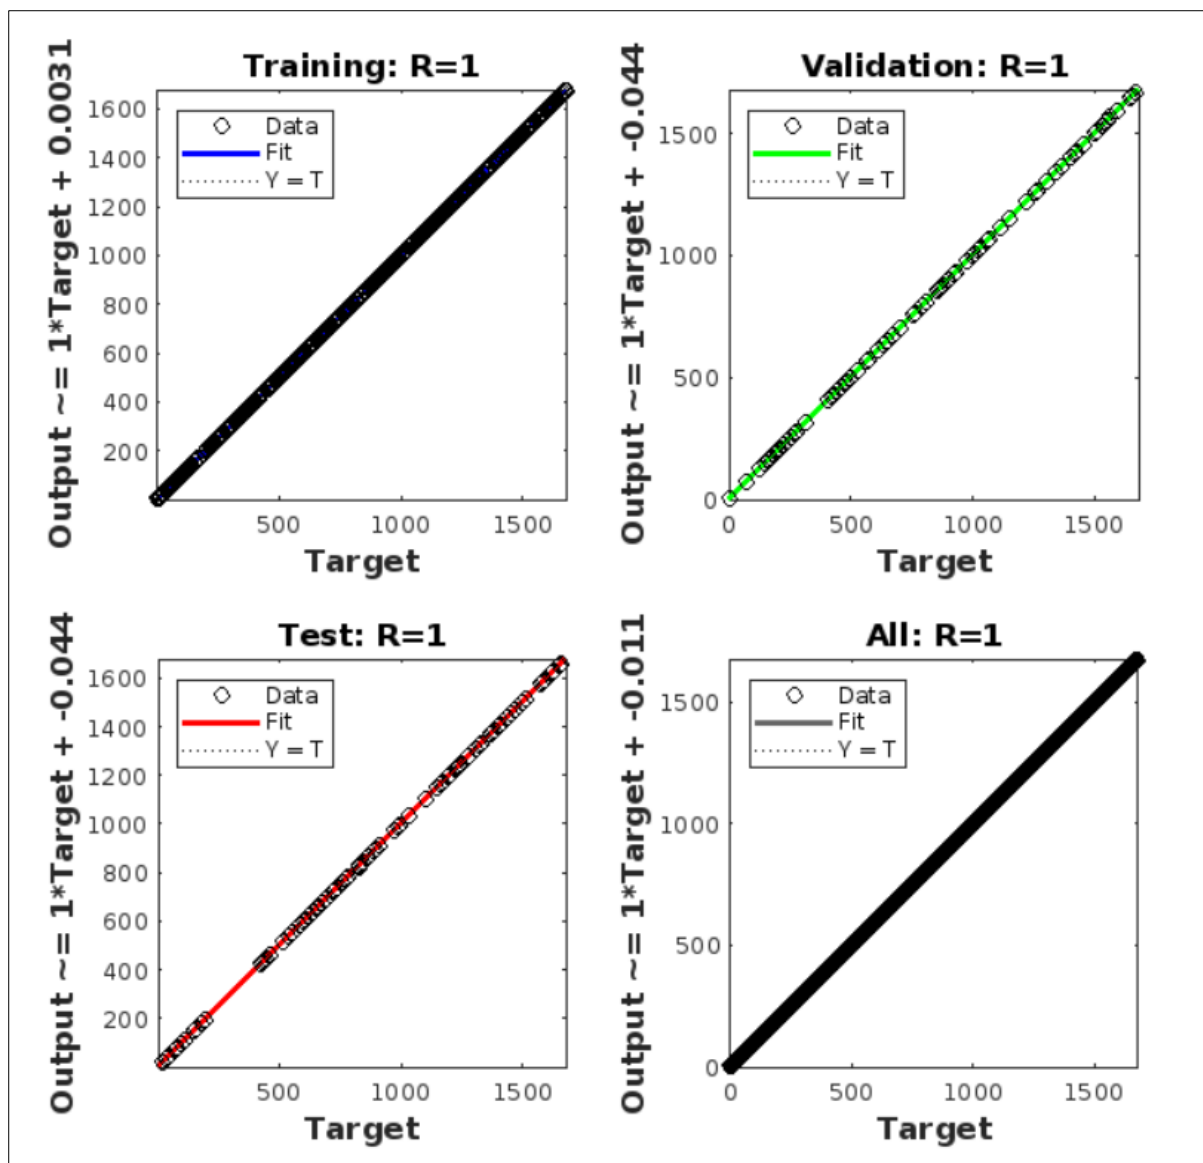 Training: R=1
Output ~= 1*Target + 0.0031
1600
1400
1200
1000
800
600
400
200
Data
Fit
Y = T
500
1000
1500
Target
Validation: R=1
Output ~= 1*Target + -0.044
1500
1000
500
0
Data
Fit
Y = T
0
500
1000
1500
Target
Test: R=1
Output ~= 1*Target + -0.044
1600
1400
1200
1000
800
600
400
200
Data
Fit
Y = T
500
1000
1500
Target
All: R=1
Output ~= 1*Target + -0.011
1500
1000
500
0
Data
Fit
Y = T
0
500
1000
1500
Target